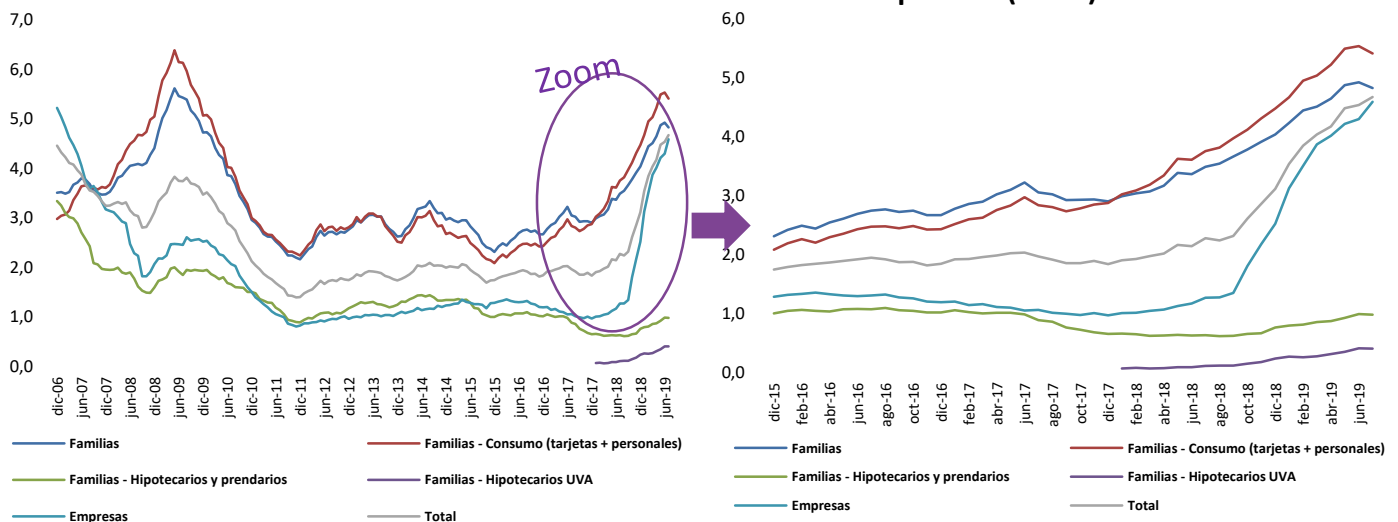 7,0
6,0
5,0
4,0
3,0
2,0
1,0
0,0
Zoom
dic-06
jun-07
dic-07
jun-08
dic-08
jun-09
dic-09
jun-10
dic-10
jun-11
dic-11
jun-12
dic-12
jun-13
dic-13
jun-14
dic-14
jun-15
dic-15
jun-16
dic-16
jun-17
dic-17
jun-18
dic-18
jun-19
Familias
Familias - Consumo (tarjetas + personales)
Familias - Hipotecarios y prendarios
Familias - Hipotecarios UVA
Empresas
Total
6,0
5,0
4,0
3,0
2,0
1,0
0,0
dic-15
feb-16
abr-16
jun-16
ago-16
oct-16
dic-16
feb-17
abr-17
jun-17
ago-17
oct-17
dic-17
feb-18
abr-18
jun-18
ago-18
oct-18
dic-18
feb-19
abr-19
jun-19
Familias
Familias - Consumo (tarjetas + personales)
Familias - Hipotecarios y prendarios
Familias - Hipotecarios UVA
Empresas
Total